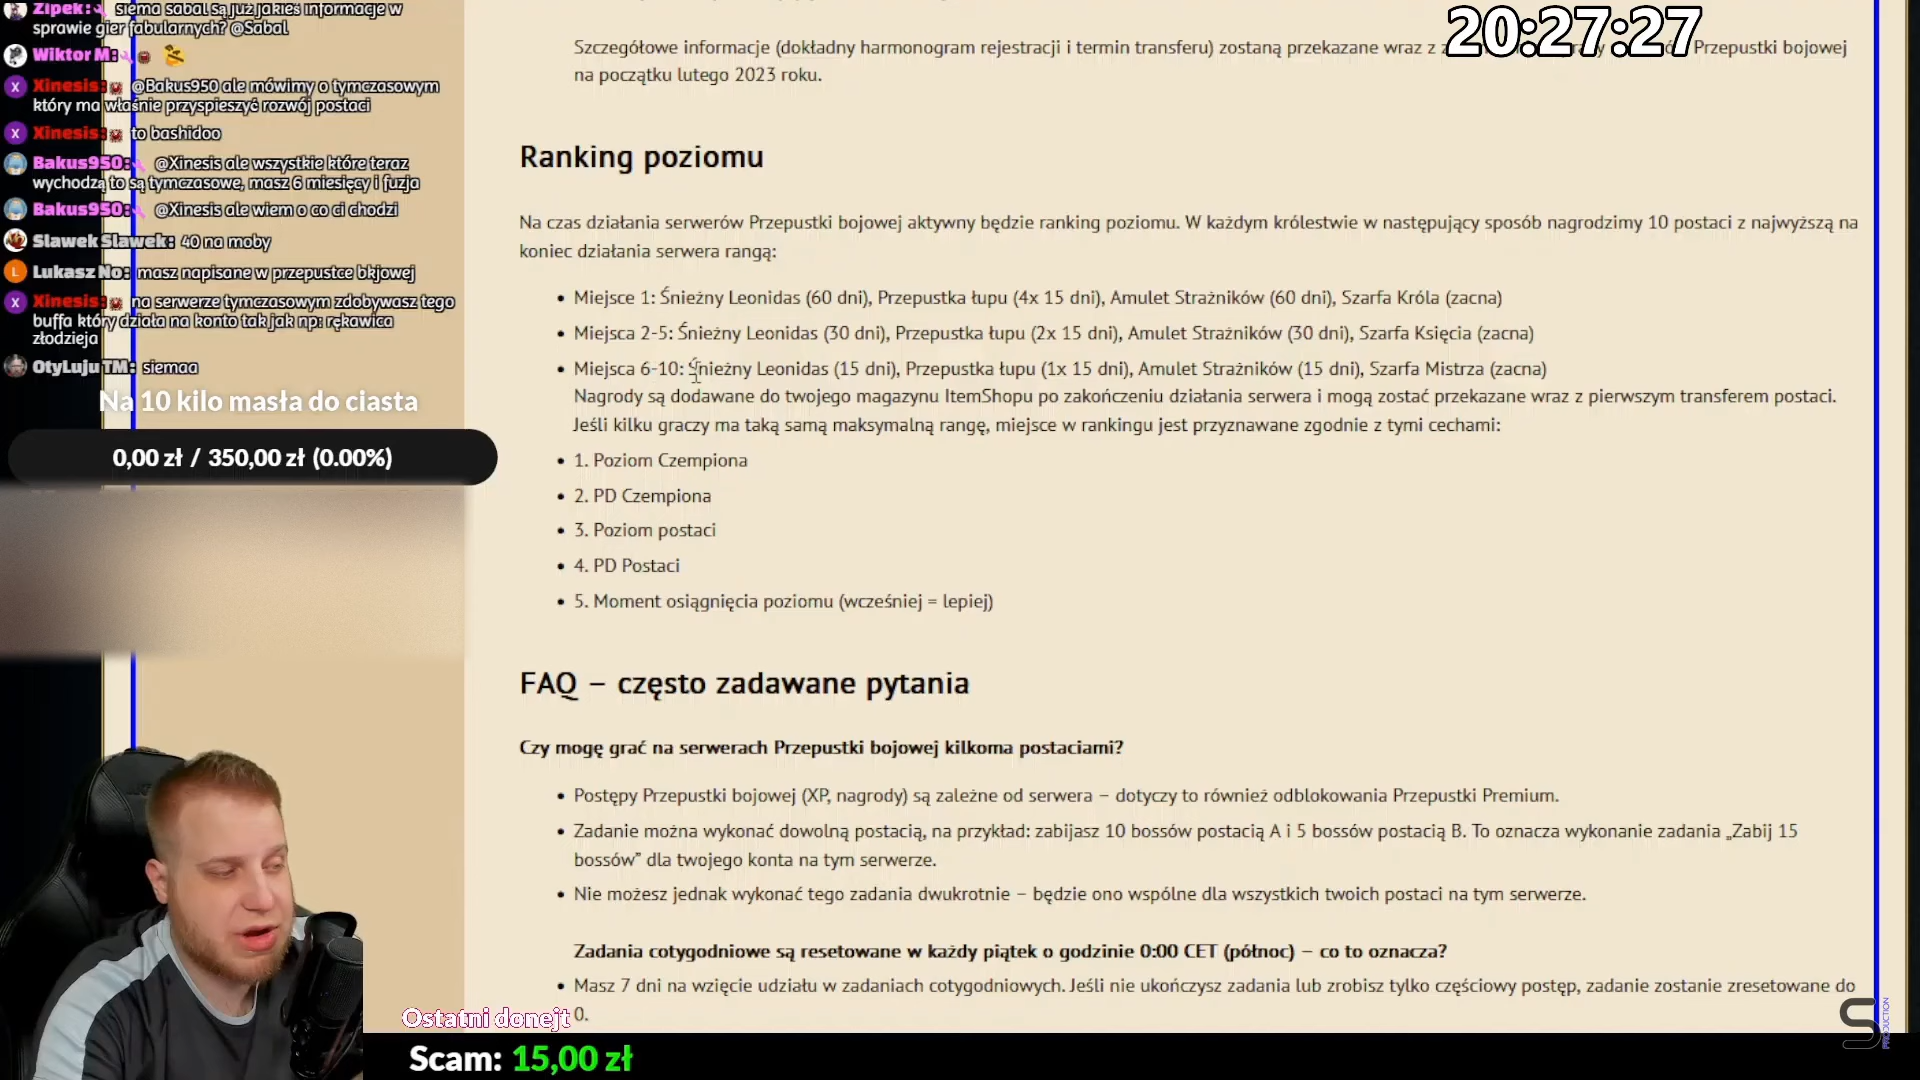 Zipek: siema sabal są już jakieś informacje w
sprawie gier fabularnych? @Sabal
Wiktor M:
Xinesis: @Bakus950 ale mówimy o tymczasowym
który ma właśnie przyspieszyć rozwój postaci
Xinesis: to bashidoo
Bakus950: @Xinesis ale wszystkie które teraz
wychodzą to są tymczasowe, masz 6 miesięcy i fuzja
Bakus950: @Xinesis ale wiem o co ci chodzi
Slawek Slawek: 40 na moby
Lukasz No: masz napisane w przepustce bkjowej
Xinesis: na serwerze tymczasowym zdobywasz tego
buffa który działa na konto tak jak np: rękawica
złodzieja
OtyLuju TM: siemaa
Na 10 kilo masła do ciasta
0,00 zł / 350,00 zł (0.00%)
20:27:27
Szczegółowe informacje (dokładny harmonogram rejestracji i termin transferu) zostaną przekazane wraz z Przepustki bojowej
na początku lutego 2023 roku.
Ranking poziomu
Na czas działania serwerów Przepustki bojowej aktywny będzie ranking poziomu. W każdym królestwie w następujący sposób nagrodzimy 10 postaci z najwyższą na
koniec działania serwera rangą:
• Miejsce 1: Śnieżny Leonidas (60 dni), Przepustka łupu (4x 15 dni), Amulet Strażników (60 dni), Szarfa Króla (zacna)
• Miejsca 2-5: Śnieżny Leonidas (30 dni), Przepustka łupu (2x 15 dni), Amulet Strażników (30 dni), Szarfa Księcia (zacna)
• Miejsca 6-10: Śnieżny Leonidas (15 dni), Przepustka łupu (1x 15 dni), Amulet Strażników (15 dni), Szarfa Mistrza (zacna)
Nagrody są dodawane do twojego magazynu ItemShopu po zakończeniu działania serwera i mogą zostać przekazane wraz z pierwszym transferem postaci.
Jeśli kilku graczy ma taką samą maksymalną rangę, miejsce w rankingu jest przyznawane zgodnie z tymi cechami:
• 1. Poziom Czempiona
• 2. PD Czempiona
• 3. Poziom postaci
• 4. PD Postaci
• 5. Moment osiągnięcia poziomu (wcześniej = lepiej)
FAQ – często zadawane pytania
Czy mogę grać na serwerach Przepustki bojowej kilkoma postaciami?
• Postępy Przepustki bojowej (XP, nagrody) są zależne od serwera – dotyczy to również odblokowania Przepustki Premium.
• Zadanie można wykonać dowolną postacią, na przykład: zabijasz 10 bossów postacią A i 5 bossów postacią B. To oznacza wykonanie zadania „Zabij 15
bossów” dla twojego konta na tym serwerze.
• Nie możesz jednak wykonać tego zadania dwukrotnie – będzie ono wspólne dla wszystkich twoich postaci na tym serwerze.
Zadania cotygodniowe są resetowane w każdy piątek o godzinie 0:00 CET (północ) – co to oznacza?
• Masz 7 dni na wzięcie udziału w zadaniach cotygodniowych. Jeśli nie ukończysz zadania lub zrobisz tylko częściowy postęp, zadanie zostanie zresetowane do
0.
Ostatni donejt
Scam: 15,00 zł
S PRODUCTION